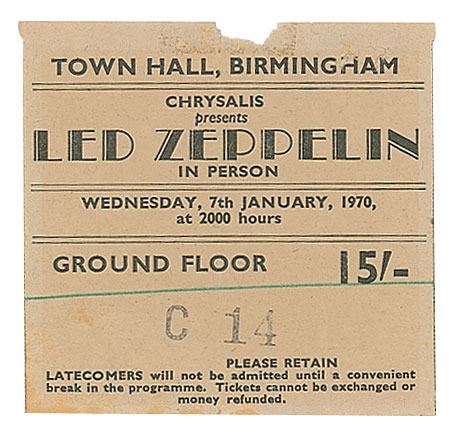 TOWN HALL, BIRMINGHAM
CHRYSALIS
presents
LED ZEPPELIN
IN PERSON
WEDNESDAY, 7th JANUARY, 1970,
at 2000 hours
GROUND FLOOR 15/-
C 14
PLEASE RETAIN
LATECOMERS will not be admitted until a convenient
break in the programme. Tickets cannot be exchanged or
money refunded.